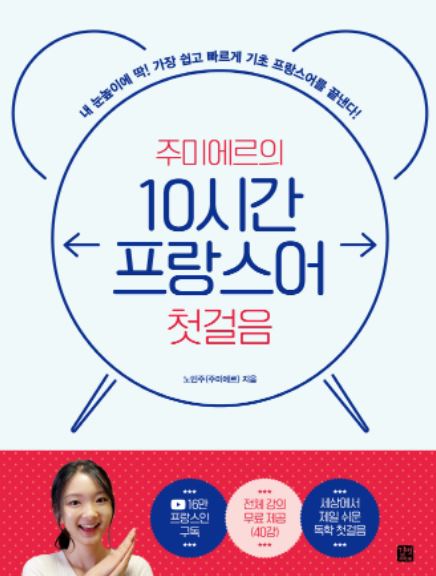 내 눈높이에 딱! 가장 쉽고 빠르게 기초 프랑스어를 끝낸다!
주미에르의
10시간
프랑스어
첫걸음
노민주(주미에르) 지음
16만
프랑스인
구독
전체 강의
무료 제공
(40강)
세상에서
제일 쉬운
독학 첫걸음